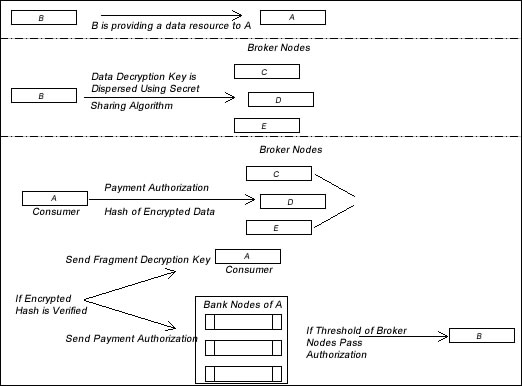 B
A
B is providing a data resource to A
Broker Nodes
C
Data Decryption Key is
Dispersed Using Secret
B
D
Sharing Algorithm
E
Broker Nodes
C
Payment Authorization
A
D
Consumer
Hash of Encrypted Data
E
Send Fragment Decryption Key
A
Consumer
If Encrypted
Hash is Verified
Bank Nodes of A
Send Payment Authorization
If Threshold of Broker
Nodes Pass
Authorization
B